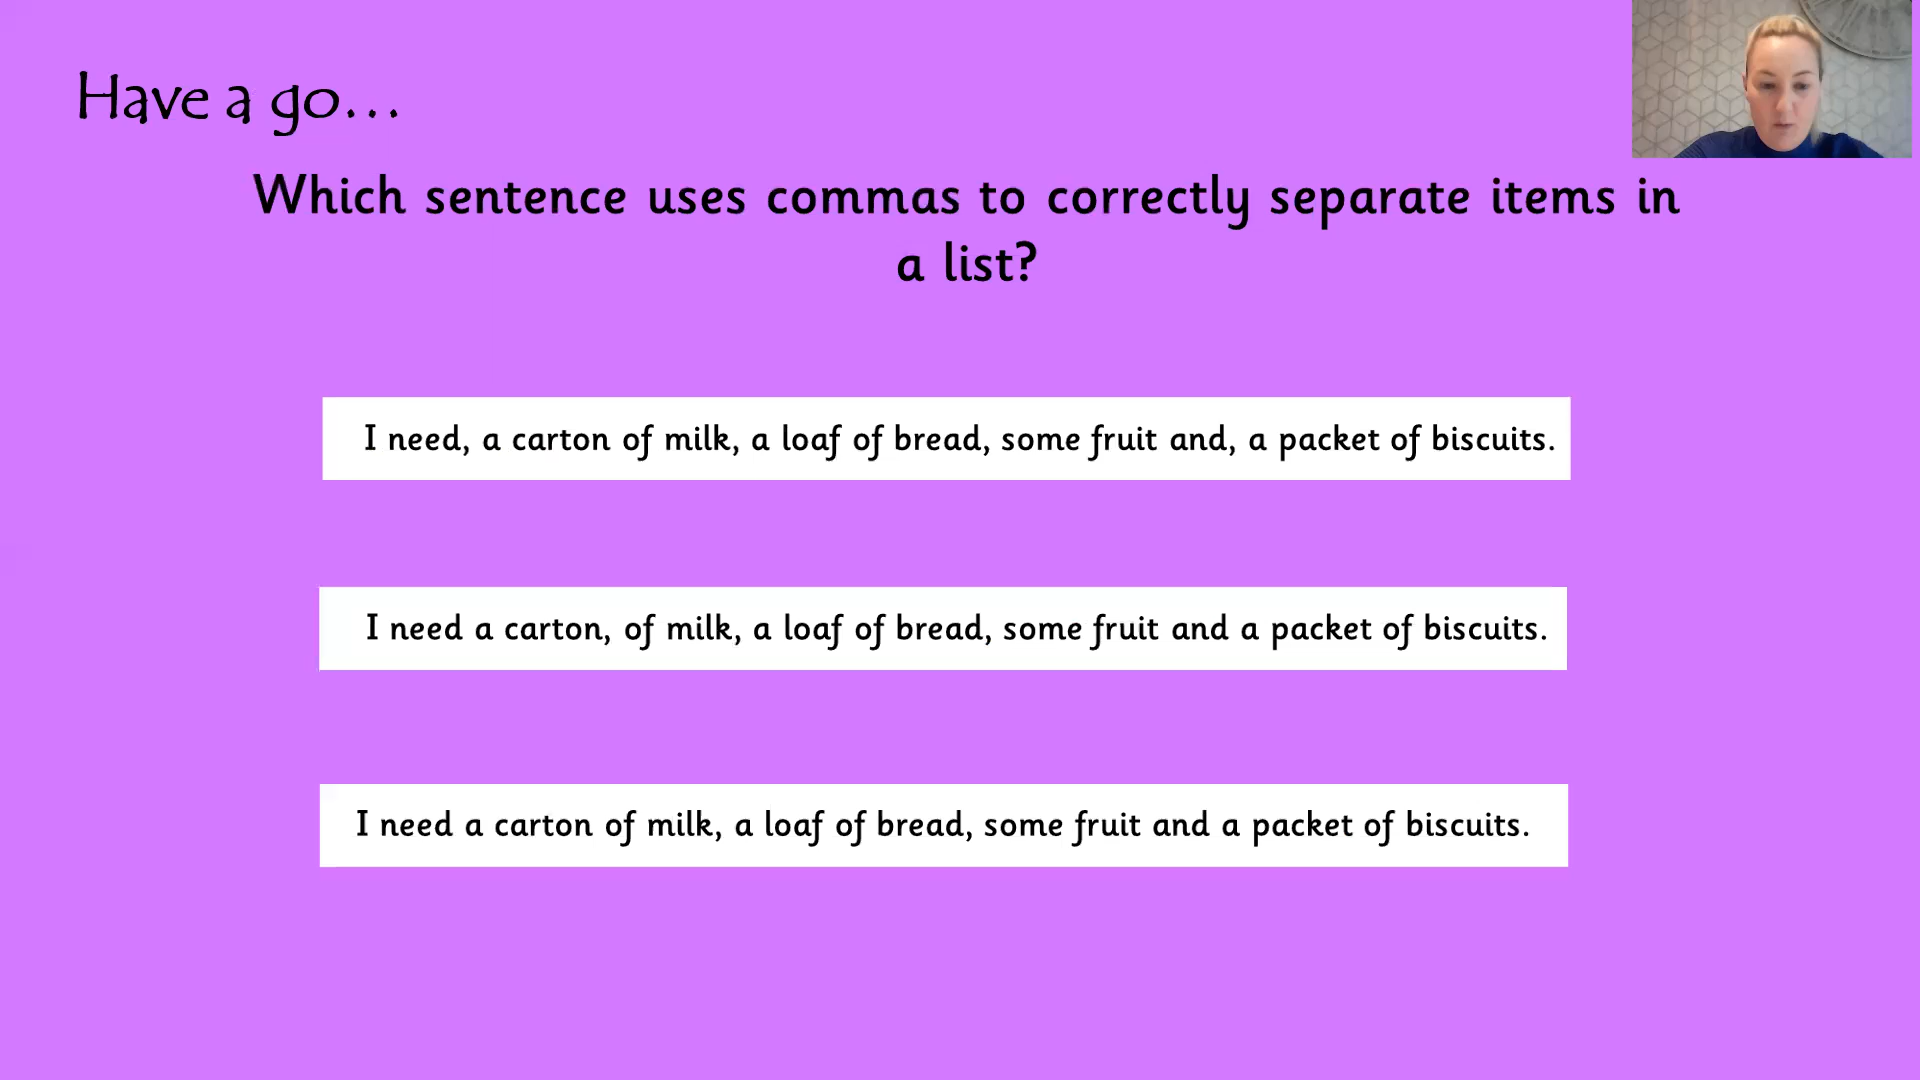 Have a go...
Which sentence uses commas to correctly separate items in
a list?
I need, a carton of milk, a loaf of bread, some fruit and, a packet of biscuits.
I need a carton, of milk, a loaf of bread, some fruit and a packet of biscuits.
I need a carton of milk, a loaf of bread, some fruit and a packet of biscuits.